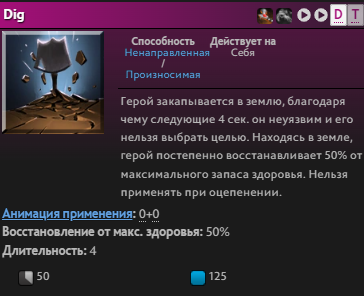 Dig
D T
Способность Действует на
Ненаправленная Себя
/
Произносимая
Герой закапывается в землю, благодаря
чему следующие 4 сек. он неуязвим и его
нельзя выбрать целью. Находясь в земле,
герой постепенно восстанавливает 50% от
максимального запаса здоровья. Нельзя
применять при оцепенении.
Анимация применения: 0+0
Восстановление от макс. здоровья: 50%
Длительность: 4
50 125